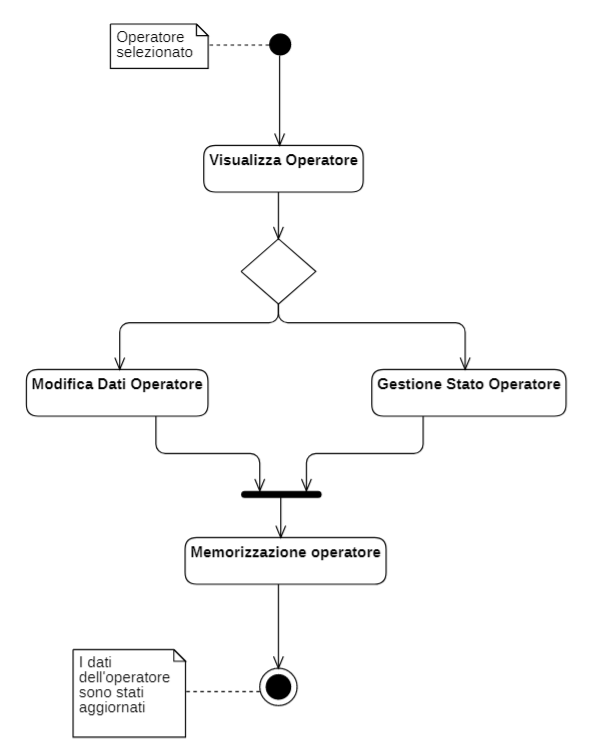 Operatore
selezionato
Visualizza Operatore
Modifica Dati Operatore
Gestione Stato Operatore
Memorizzazione operatore
I dati
dell'operatore
sono stati
aggiornati